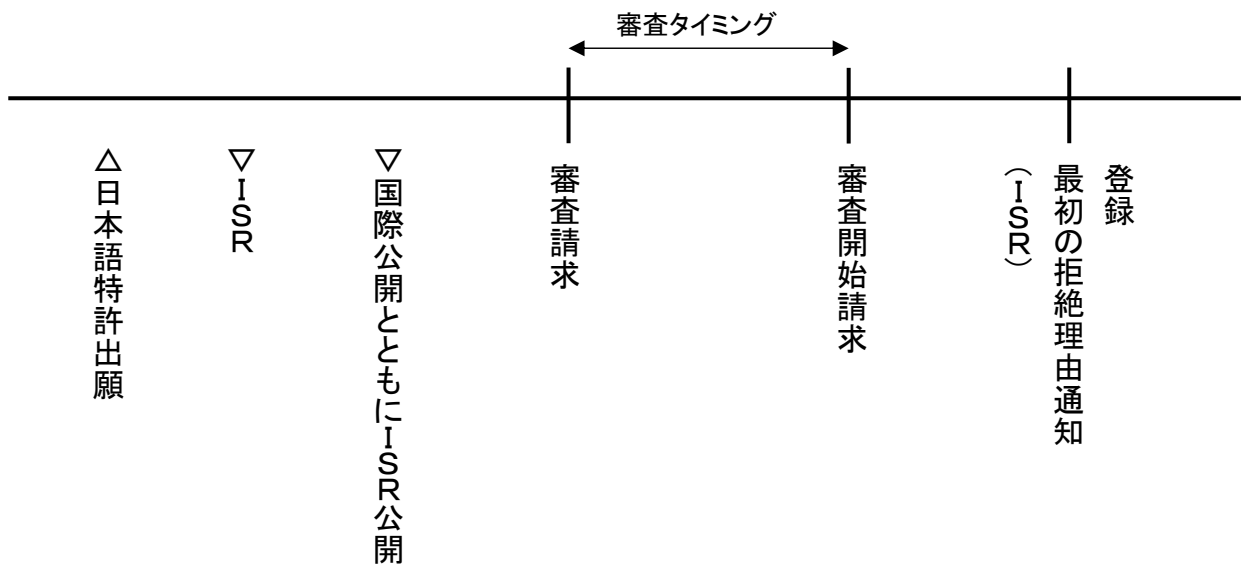 審査タイミング
△日本語特許出願
▽ISR
▽国際公開とともにISR公開
審査請求
審査開始請求
(ISR)
最初の拒絶理由通知
登録